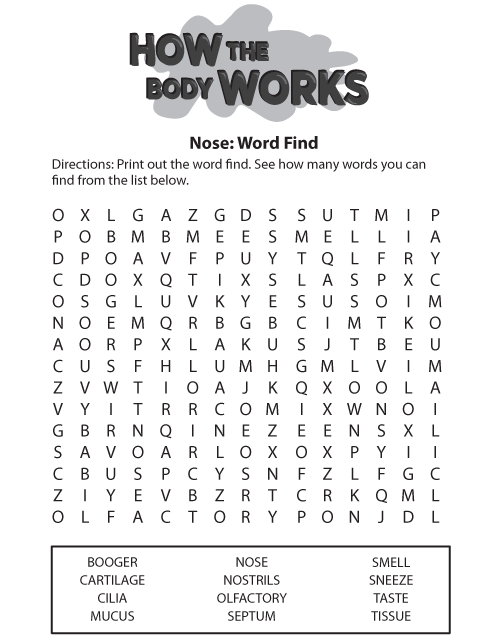 HOW THE
BODY WORKS
Nose: Word Find
Directions: Print out the word find. See how many words you can
find from the list below.
O X L G A Z G D S S U T M I P
P O B M B M E E S M E L L I A
D P O A V F P U Y T Q L F R Y
C D O X Q T I X S L A S P X C
O S G L U V K Y E S U S O I M
N O E M Q R B G B C I M T K O
A O R P X L A K U S J T B E U
C U S F H L U M H G M L V I M
Z V W T I O A J K Q X O O L A
V Y I T R R C O M I X W N O I
G B R N Q I N E Z E E N S X L
S A V O A R L O X O X P Y I I
C B U S P C Y S N F Z L F G C
Z I Y E V B Z R T C R K Q M L
O L F A C T O R Y P O N J D L
BOOGER NOSE SMELL
CARTILAGE NOSTRILS SNEEZE
CILIA OLFACTORY TASTE
MUCUS SEPTUM TISSUE